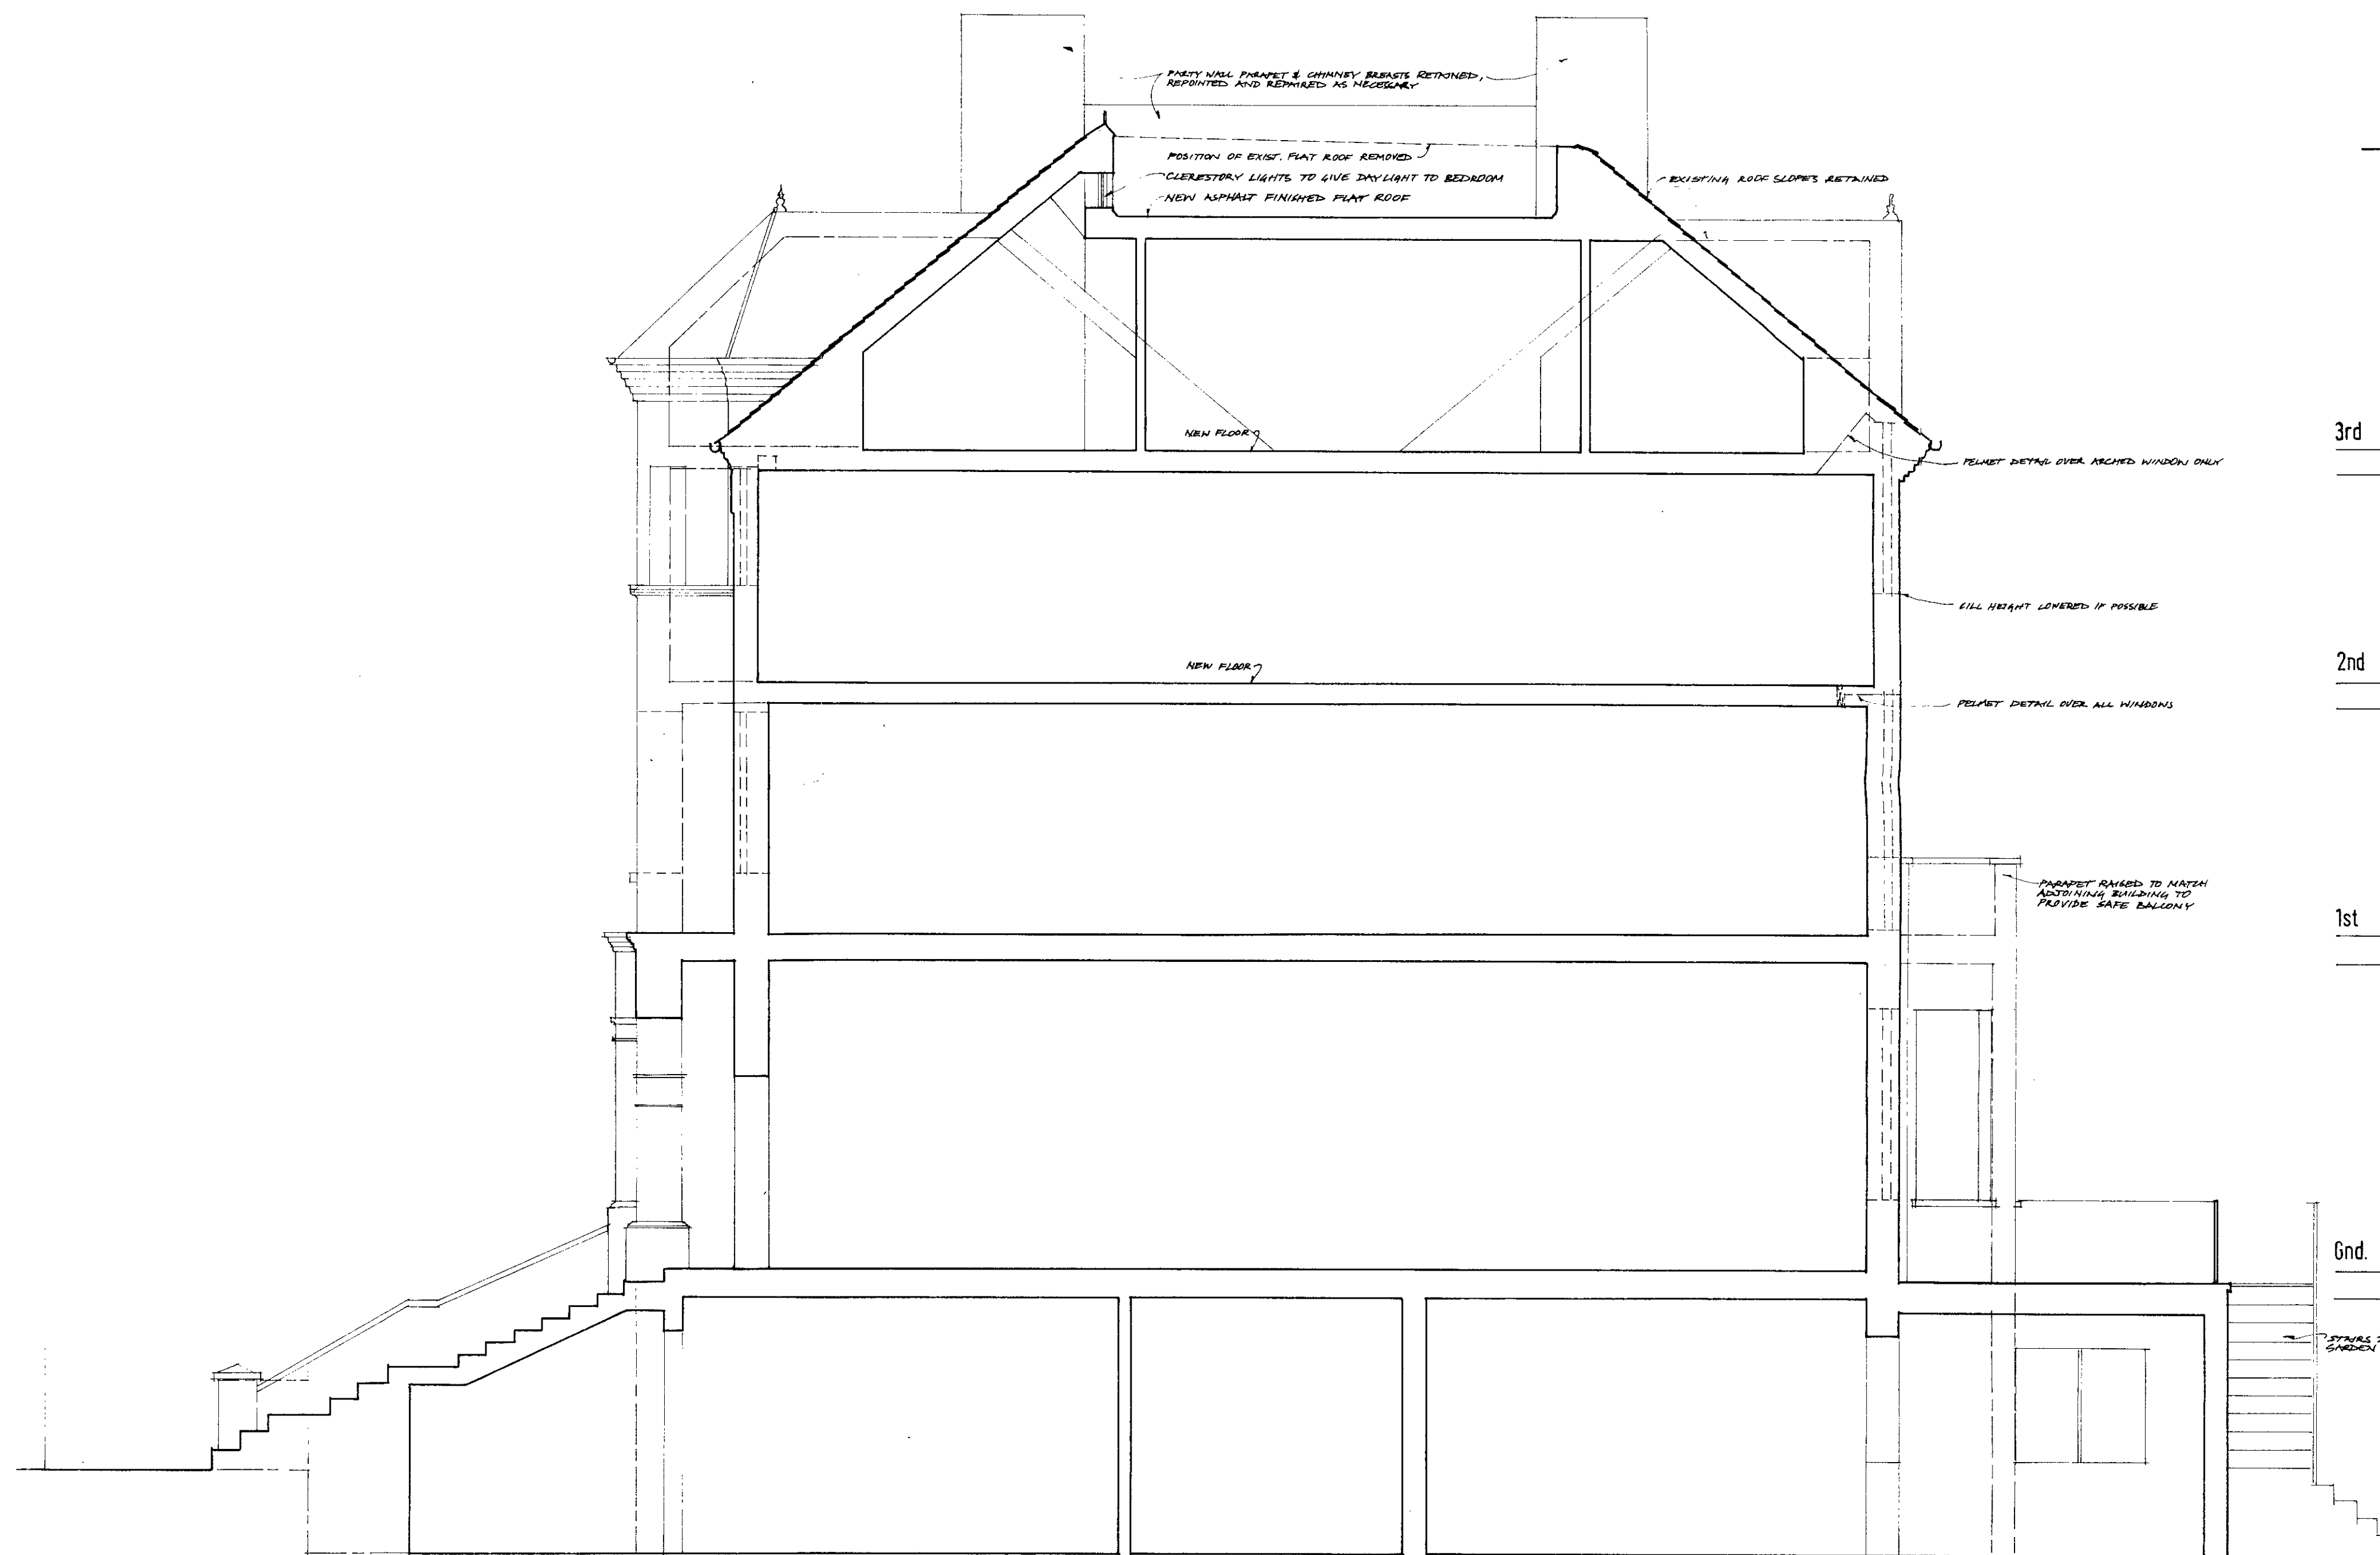 PARTY WALL PARAPET & CHIMNEY BREASTS RETAINED,
REPOINTED AND REPAIRED AS NECESSARY
POSITION OF EXIST. FLAT ROOF REMOVED
CLERESTORY LIGHTS TO GIVE DAYLIGHT TO BEDROOM
NEW ASPHALT FINISHED FLAT ROOF
EXISTING ROOF SLOPES RETAINED
3rd
NEW FLOOR
PELMET DETAIL OVER ARCHED WINDOW ONLY
CILL HEIGHT LOWERED IF POSSIBLE
2nd
NEW FLOOR
PELMET DETAIL OVER ALL WINDOWS
PARAPET RAISED TO MATCH
ADJOINING BUILDING TO
PROVIDE SAFE BALCONY
1st
Gnd.
STAIRS
GARDEN